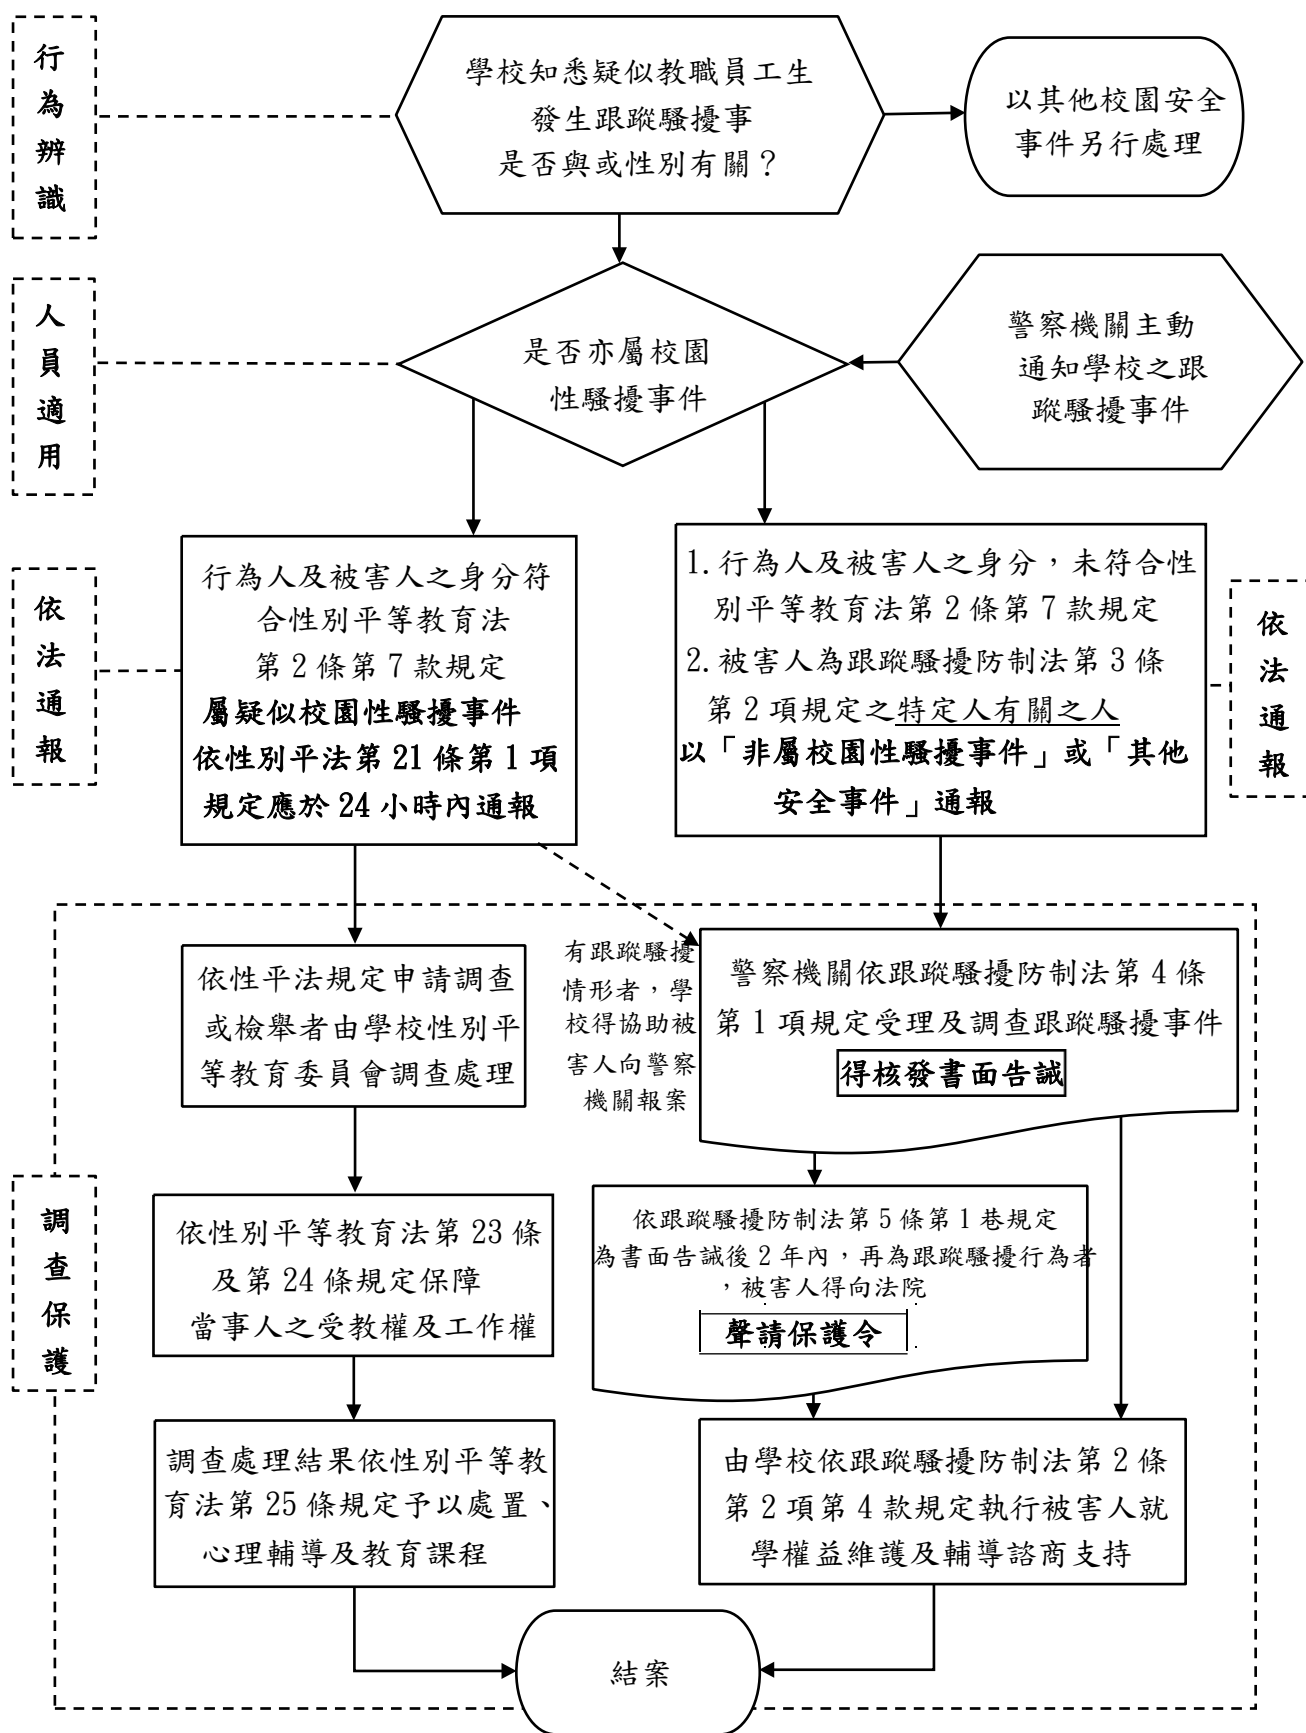 行為辨識
學校知悉疑似教職員工生
發生跟蹤騷擾事
是否與或性別有關？
以其他校園安全
事件另行處理
人員適用
是否亦屬校園
性騷擾事件
警察機關主動
通知學校之跟
蹤騷擾事件
依法通報
行為人及被害人之身分符
合性別平等教育法
第2條第7款規定
屬疑似校園性騷擾事件
依性別平法第21條第1項
規定應於24小時內通報
1.行為人及被害人之身分，未符合性
別平等教育法第2條第7款規定
2.被害人為跟蹤騷擾防制法第3條
第2項規定之特定人有關之人
以「非屬校園性騷擾事件」或「其他
安全事件」通報
依法通報
調查保護
依性平法規定申請調查
或檢舉者由學校性別平
等教育委員會調查處理
有跟蹤騷擾
情形者，學
校得協助被
害人向警察
機關報案
警察機關依跟蹤騷擾防制法第4條
第1項規定受理及調查跟蹤騷擾事件
得核發書面告誡
依性別平等教育法第23條
及第24條規定保障
當事人之受教權及工作權
依跟蹤騷擾防制法第5條第1巷規定
為書面告誡後2年內，再為跟蹤騷擾行為者
，被害人得向法院
聲請保護令
調查處理結果依性別平等教
育法第25條規定予以處置、
心理輔導及教育課程
由學校依跟蹤騷擾防制法第2條
第2項第4款規定執行被害人就
學權益維護及輔導諮商支持
結案